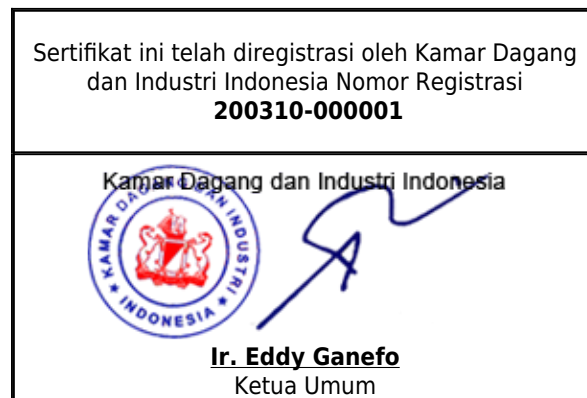 Sertifikat ini telah diregistrasi oleh Kamar Dagang
dan Industri Indonesia Nomor Registrasi
200310-000001
Kamar Dagang dan Industri Indonesia
KAMAR DAGANG DAN INDUSTRI
INDONESIA
Ir. Eddy Ganefo
Ketua Umum